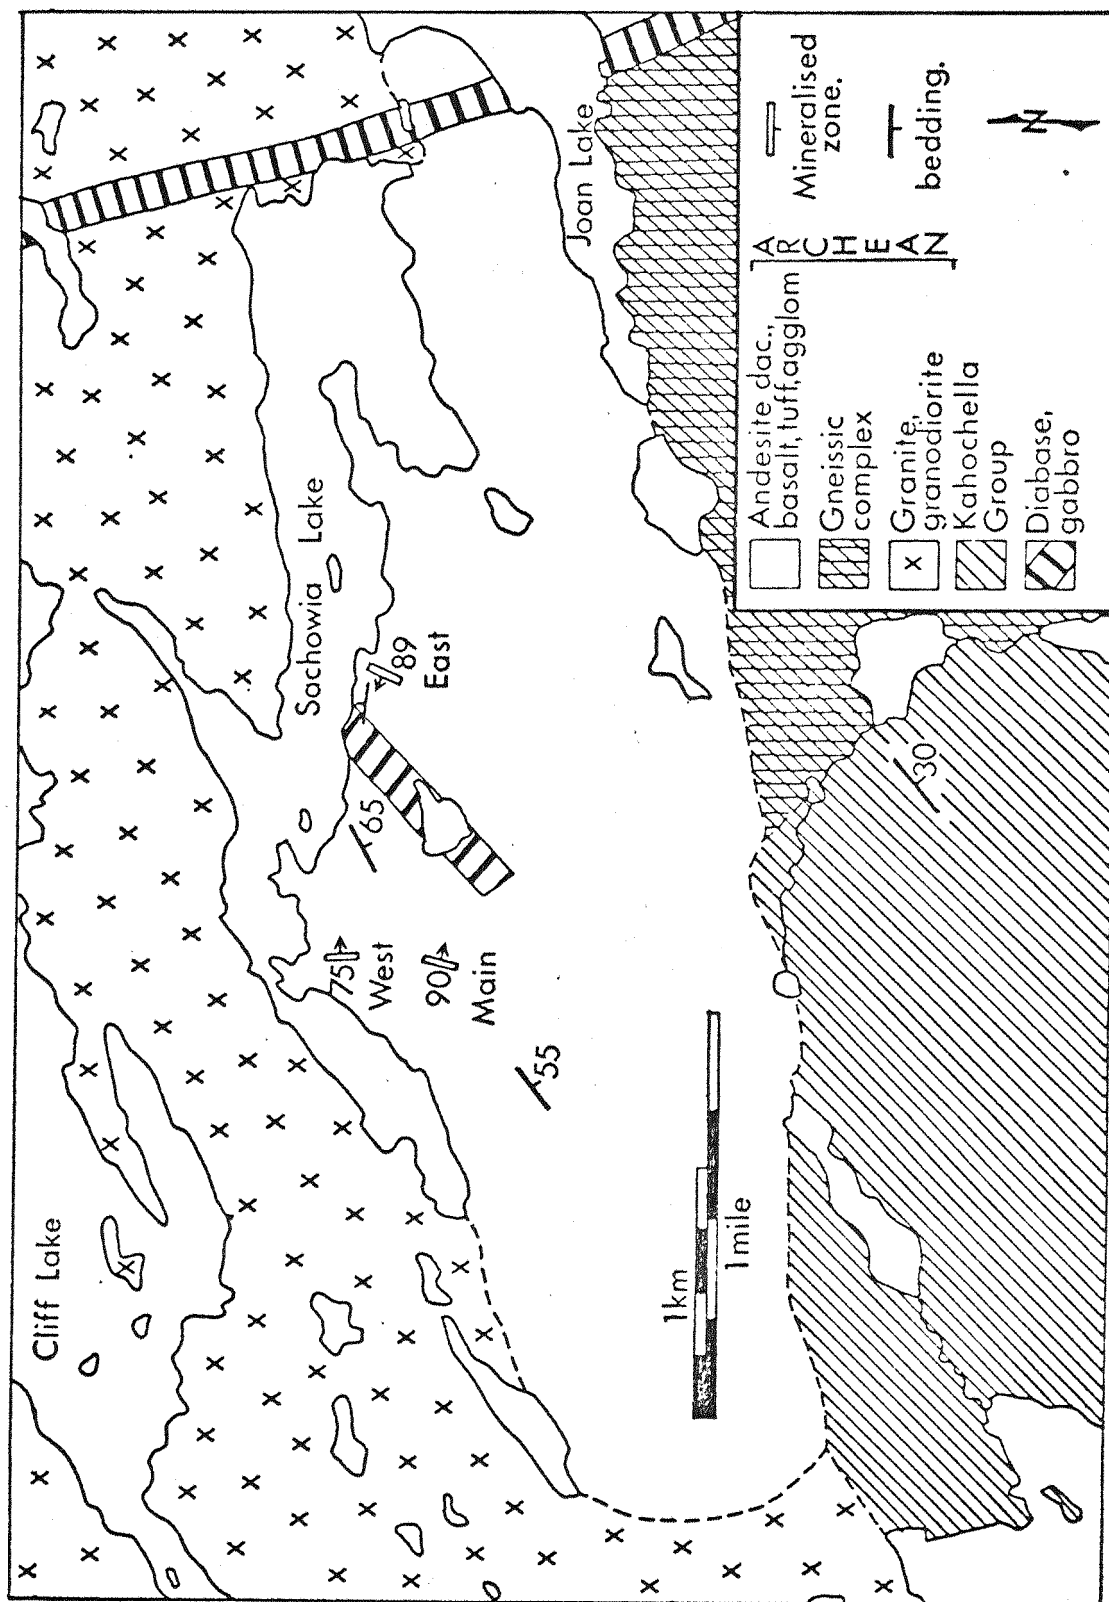 Cliff Lake
Sachowia Lake
Joan Lake
65
75
West
90
Main
89
East
55
30
1km
1mile
Andesite dac.,
basalt, tuff, agglom
Gneissic
complex
Granite,
granodiorite
Kahochella
Group
Diabase,
gabbro
ARCHEAN
Mineralised
zone.
bedding.
N